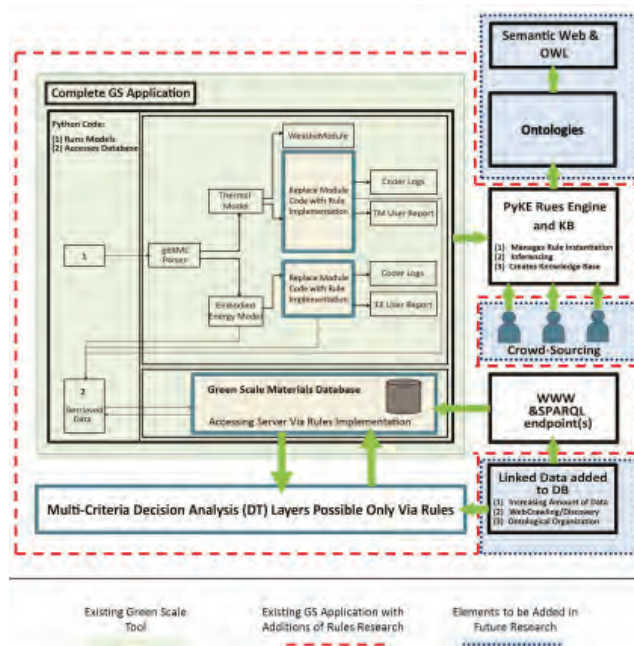 Semantic Web &
OWL
Ontologies
Complete GS Application
Python Code:
(1) Runs Models
(2) Accesses Database
WeatheModule
Thermal
Model
Replace Module
Code with Rule
Implementation
Coder Logs
TM User Report
1
gbXMC
Parser
Embodied
Energy Model
Replace Module
Code with Rule
Implementation
Coder Logs
EE User Report
PyKE Rues Engine
and KB
(1) Manages Rule Instantiation
(2) Inferencing
(3) Creates Knowledge Base
Crowd-Sourcing
2
Retrieved
Data
Green Scale Materials Database
Accessing Server Via Rules Implementation
WWW
&SPARQL
endpoint(s)
Multi-Criteria Decision Analysis (DT) Layers Possible Only Via Rules
Linked Data added
to DB
(1) Increasing Amount of Data
(2) WebCrawling/Discovery
(3) Ontological Organization
Existing Green Scale
Tool
Existing GS Application with
Additions of Rules Research
Elements to be Added in
Future Research